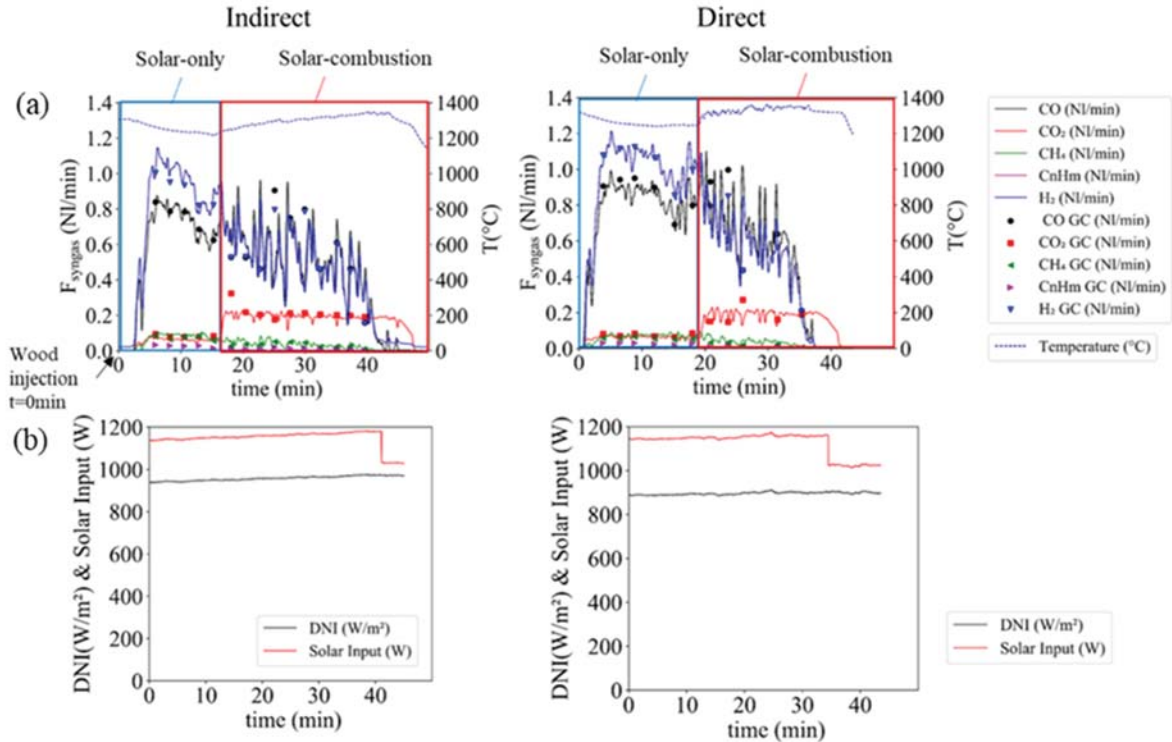 Indirect
Direct
Solar-only
Solar-combustion
Solar-only
Solar-combustion
(a)
1.4
1.2
1.0
0.8
0.6
0.4
0.2
0.0
F_syngas (Nl/min)
1400
1200
1000
800
600
400
200
0
T(°C)
0 10 20 30 40
time (min)
Wood
injection
t=0min
1.4
1.2
1.0
0.8
0.6
0.4
0.2
0.0
F_syngas (Nl/min)
1400
1200
1000
800
600
400
200
0
T(°C)
0 10 20 30 40
time (min)
CO (Nl/min)
CO₂ (Nl/min)
CH₄ (Nl/min)
CnHm (Nl/min)
H₂ (Nl/min)
CO GC (Nl/min)
CO₂ GC (Nl/min)
CH₄ GC (Nl/min)
CnHm GC (Nl/min)
H₂ GC (Nl/min)
Temperature (°C)
(b)
1200
1000
800
600
400
200
0
DNI(W/m²) & Solar Input (W)
DNI (W/m²)
Solar Input (W)
0 10 20 30 40
time (min)
1200
1000
800
600
400
200
0
DNI(W/m²) & Solar Input (W)
0 10 20 30 40
time (min)
DNI (W/m²)
Solar Input (W)